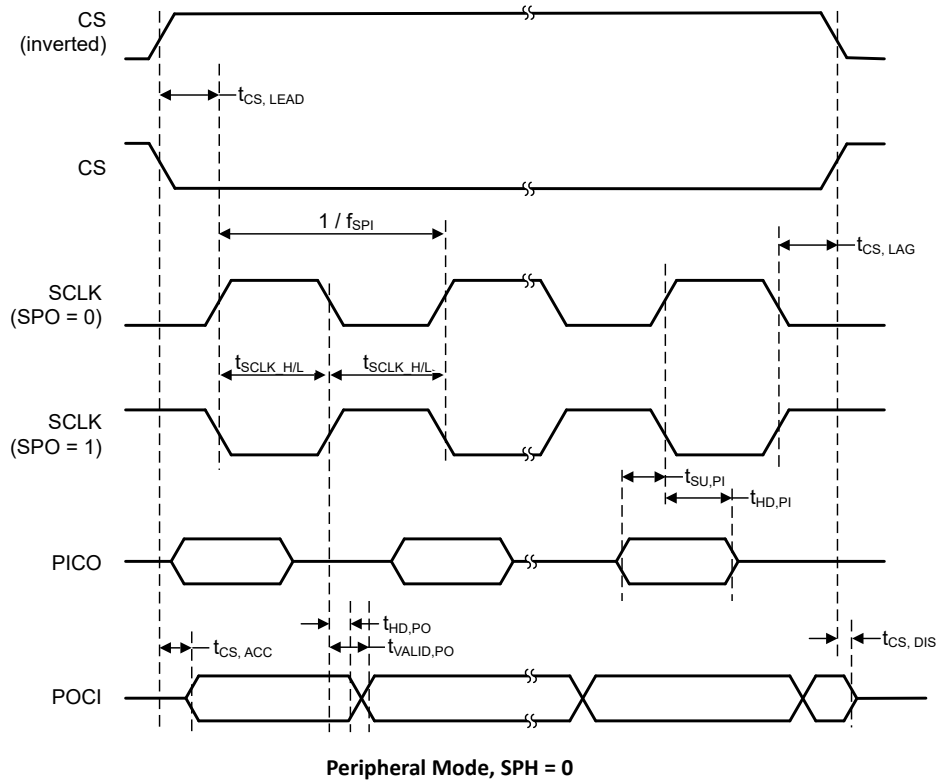 CS
(inverted)
tCS, LEAD
CS
1 / fSPI
tCS, LAG
SCLK
(SPO = 0)
tSCLK_H/L
tSCLK_H/L-
SCLK
(SPO = 1)
tSU,PI
tHD,PI
PICO
tHD,PO
tVALID,PO
tCS, ACC
tCS, DIS
POCI
Peripheral Mode, SPH = 0